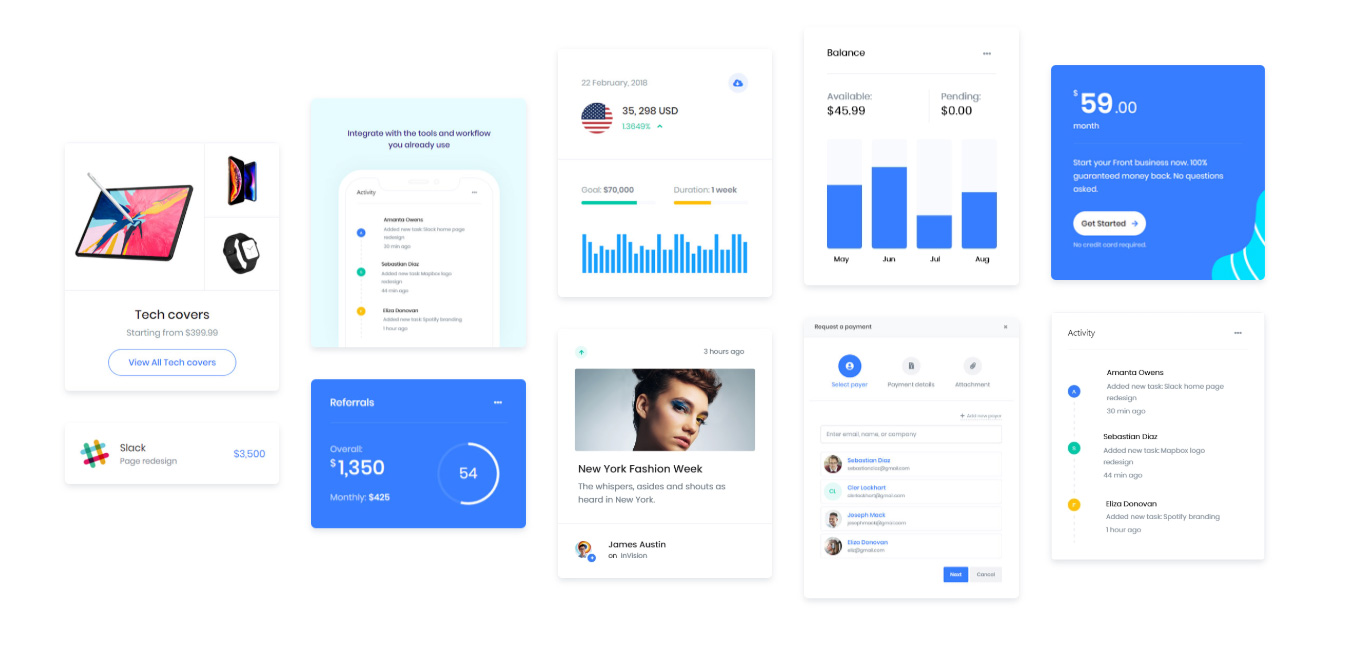 Tech covers
Starting from $399.99
View All Tech covers
Slack
Page redesign
$3,500
Integrate with the tools and workflow
you already use
Activity
Amanta Owens
Added new task: Slack home page
redesign
30 min ago
Sebastian Diaz
Added new task Mapbox logo
redesign
44 min ago
Eliza Donovan
Added new task: Spotify branding
1 hour ago
Referrals
Overall:
$1,350
Monthly: $425
54
22 February, 2018
35, 298 USD
1.3649%
Goal: $70,000
Duration: 1 week
3 hours ago
New York Fashion Week
The whispers, asides and shouts as
heard in New York.
James Austin
on InVision
Balance
Available:
$45.99
Pending:
$0.00
May Jun Jul Aug
Request a payment
Select payer
Payment details
Attachment
+ Add new payer
Enter email, name, or company
Sebastian Diaz
CL
Cler Lockhart
clerlockhart@gmail.com
Joseph Mack
josephmack@gmail.com
Eliza Donovan
eliz@gmail.com
Next
Cancel
$59.00
month
Start your Front business now. 100%
guaranteed money back. No questions
asked.
Get Started
No credit card required.
Activity
A
Amanta Owens
Added new task: Slack home page
redesign
30 min ago
S
Sebastian Diaz
Added new task: Mapbox logo
redesign
44 min ago
Eliza Donovan
Added new task: Spotify branding
1 hour ago